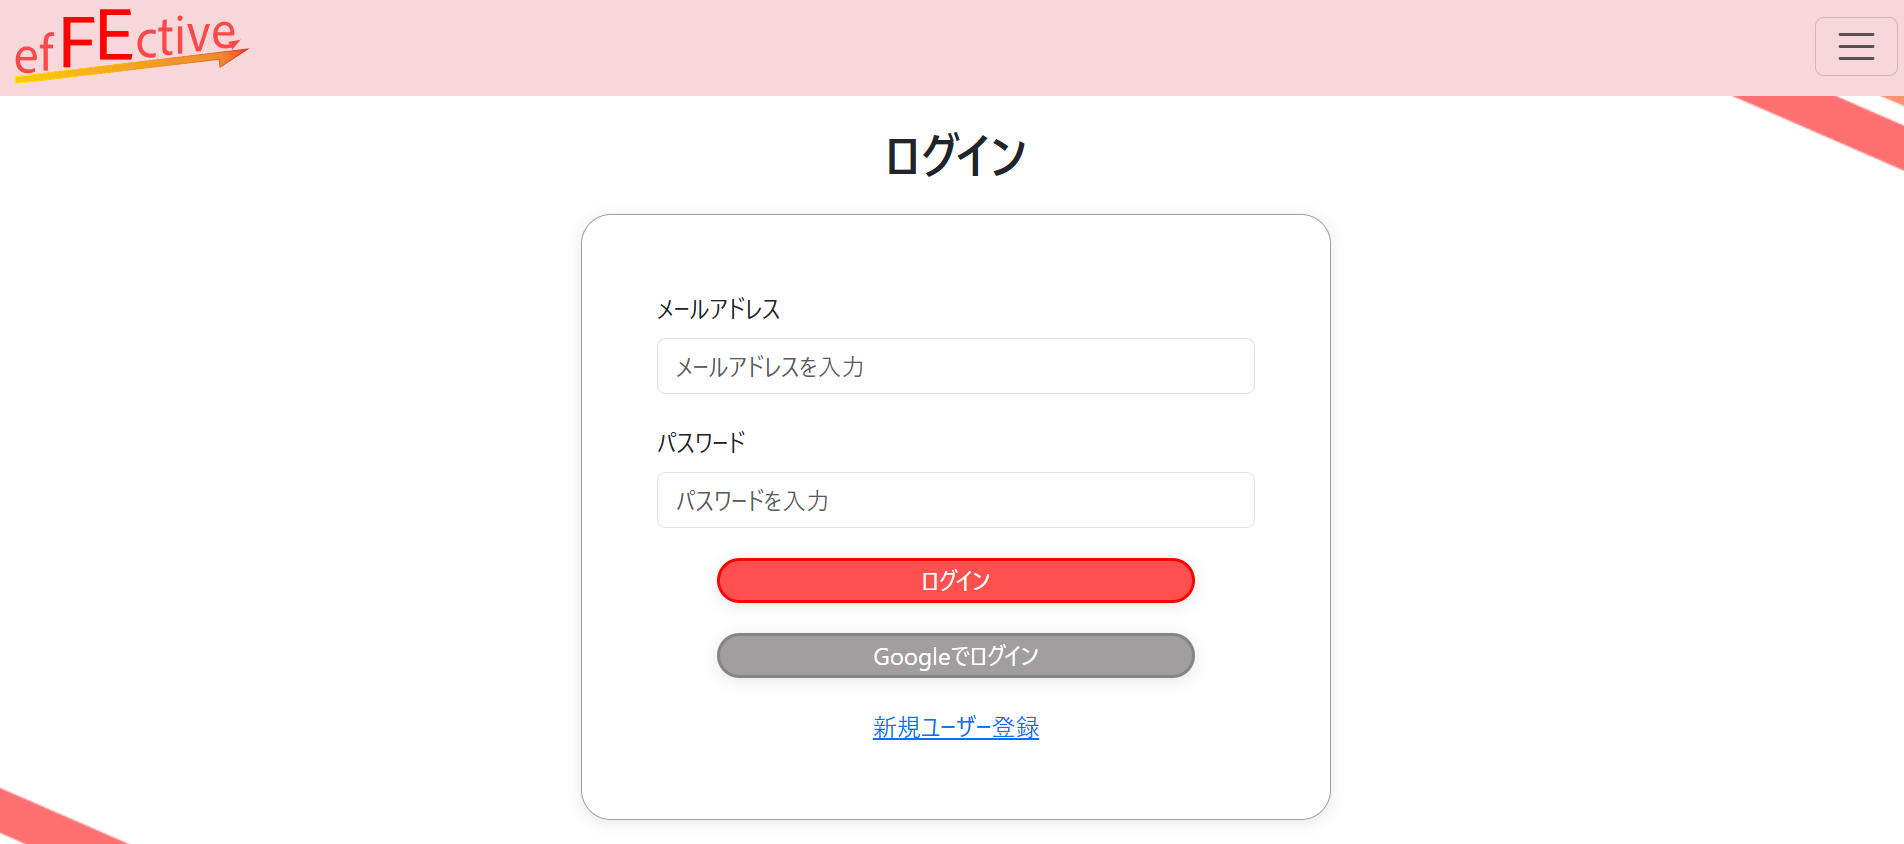 efFEctive
ログイン
メールアドレス
メールアドレスを入力
パスワード
パスワードを入力
ログイン
Googleでログイン
新規ユーザー登録